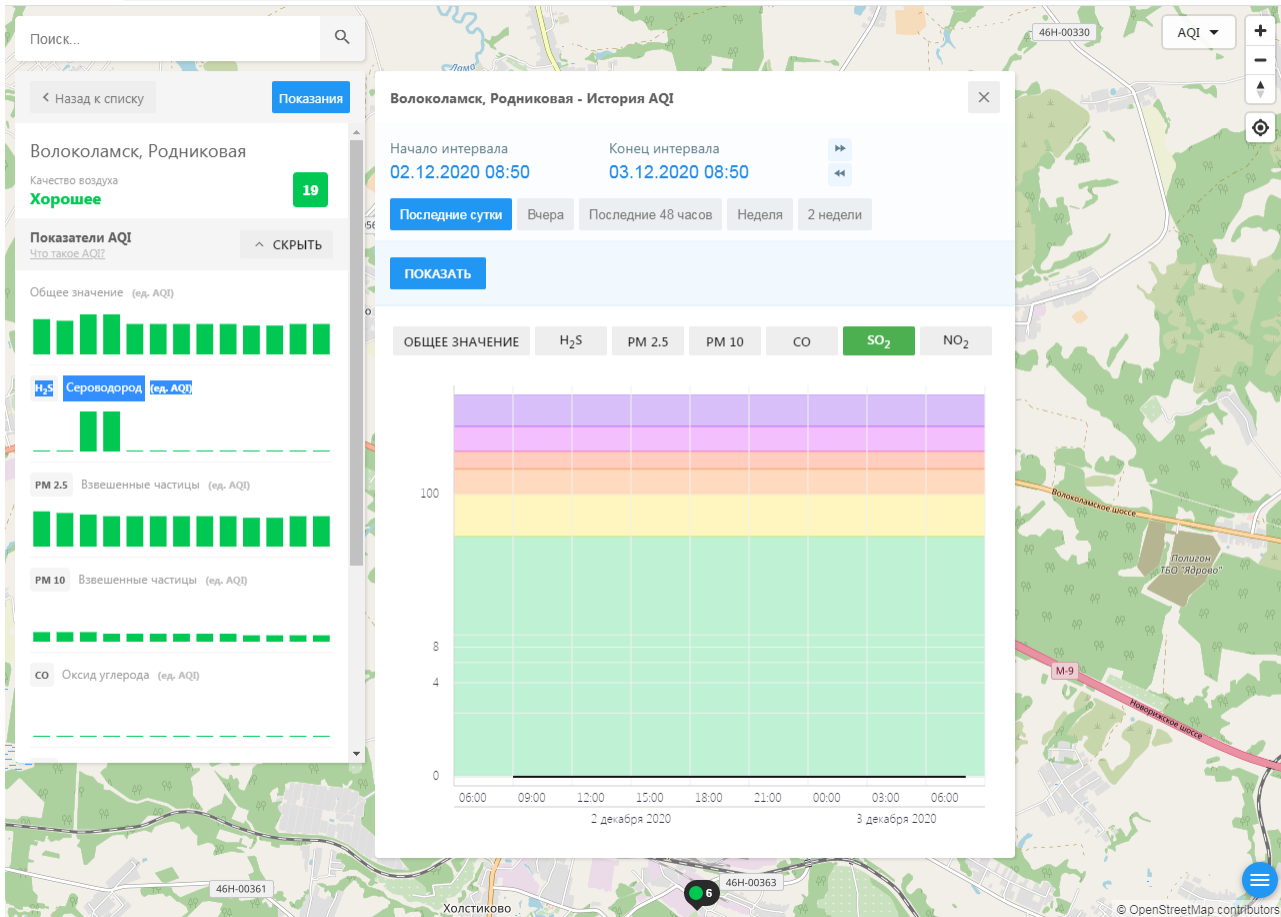 Поиск...
Назад к списку
Показания
Волоколамск, Родниковая
Качество воздуха
Хорошее
19
Показатели AQI
Что такое AQI?
СКРЫТЬ
Общее значение (ед. AQI)
H2S Сероводород (ед. AQI)
PM 2.5 Взвешенные частицы (ед. AQI)
PM 10 Взвешенные частицы (ед. AQI)
CO Оксид углерода (ед. AQI)
Волоколамск, Родниковая - История AQI
Начало интервала
Конец интервала
02.12.2020 08:50
03.12.2020 08:50
Последние сутки
Вчера
Последние 48 часов
Неделя
2 недели
ПОКАЗАТЬ
ОБЩЕЕ ЗНАЧЕНИЕ
H2S
PM 2.5
PM 10
CO
SO2
NO2
100
8
4
0
06:00 09:00 12:00 15:00 18:00 21:00 00:00 03:00 06:00
2 декабря 2020 3 декабря 2020
Лама
46Н-00330
AQI
Волоколамское шоссе
Полигон
ТБО "Ядрово"
М-9
Новорижское шоссе
46Н-00361
46Н-00363
6
Холстиково
© OpenStreetMap contributors